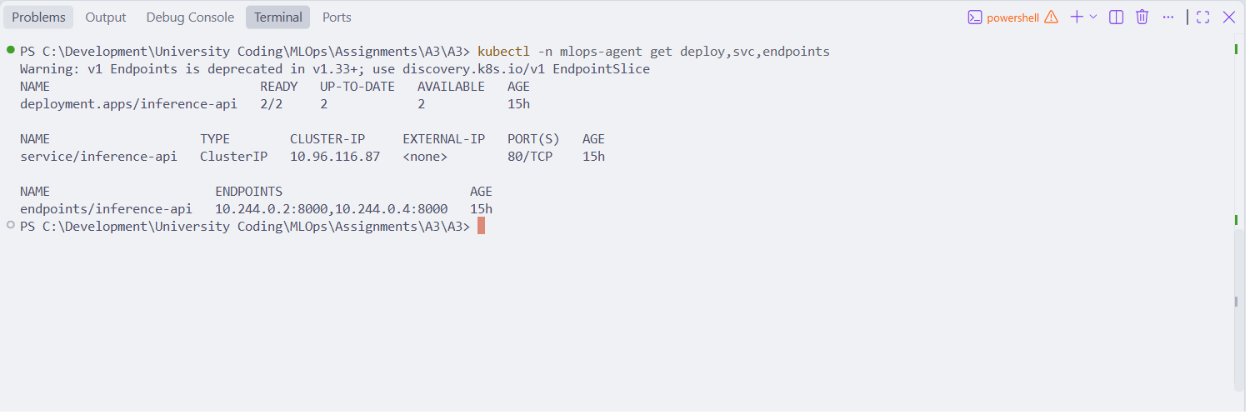 Problems Output Debug Console Terminal Ports powershell
PS C:\Development\University Coding\MLOps\Assignments\A3\A3> kubectl -n mlops-agent get deploy,svc,endpoints
Warning: v1 Endpoints is deprecated in v1.33+; use discovery.k8s.io/v1 EndpointSlice
NAME READY UP-TO-DATE AVAILABLE AGE
deployment.apps/inference-api 2/2 2 2 15h
NAME TYPE CLUSTER-IP EXTERNAL-IP PORT(S) AGE
service/inference-api ClusterIP 10.96.116.87 <none> 80/TCP 15h
NAME ENDPOINTS AGE
endpoints/inference-api 10.244.0.2:8000,10.244.0.4:8000 15h
PS C:\Development\University Coding\MLOps\Assignments\A3\A3>